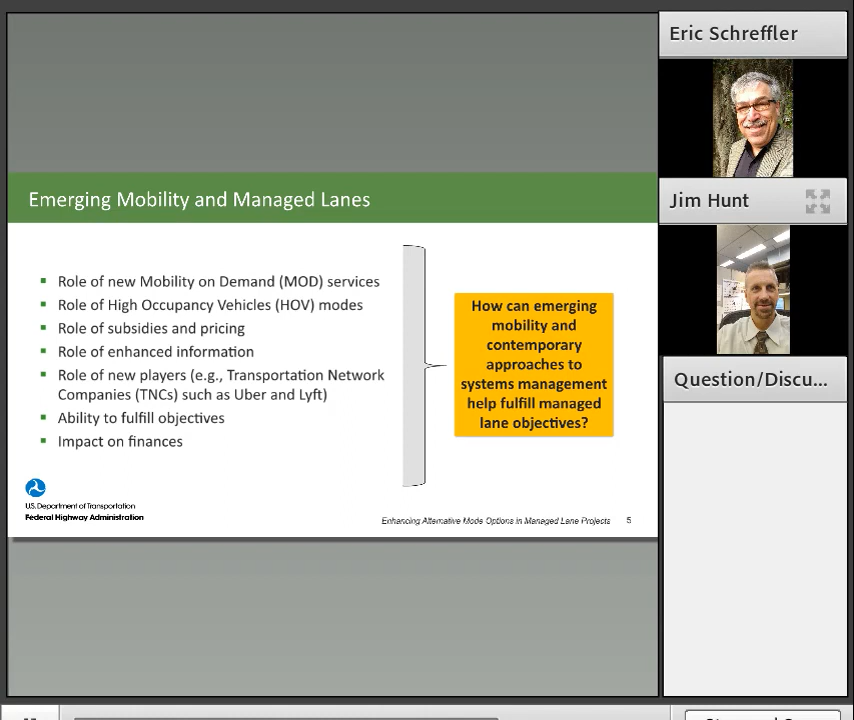 Eric Schreffler
Jim Hunt
Question/Discu...
Emerging Mobility and Managed Lanes
Role of new Mobility on Demand (MOD) services
Role of High Occupancy Vehicles (HOV) modes
Role of subsidies and pricing
Role of enhanced information
Role of new players (e.g., Transportation Network
Companies (TNCs) such as Uber and Lyft)
Ability to fulfill objectives
Impact on finances
How can emerging
mobility and
contemporary
approaches to
systems management
help fulfill managed
lane objectives?
U.S. Department of Transportation
Federal Highway Administration
Enhancing Alternative Mode Options in Managed Lane Projects 5